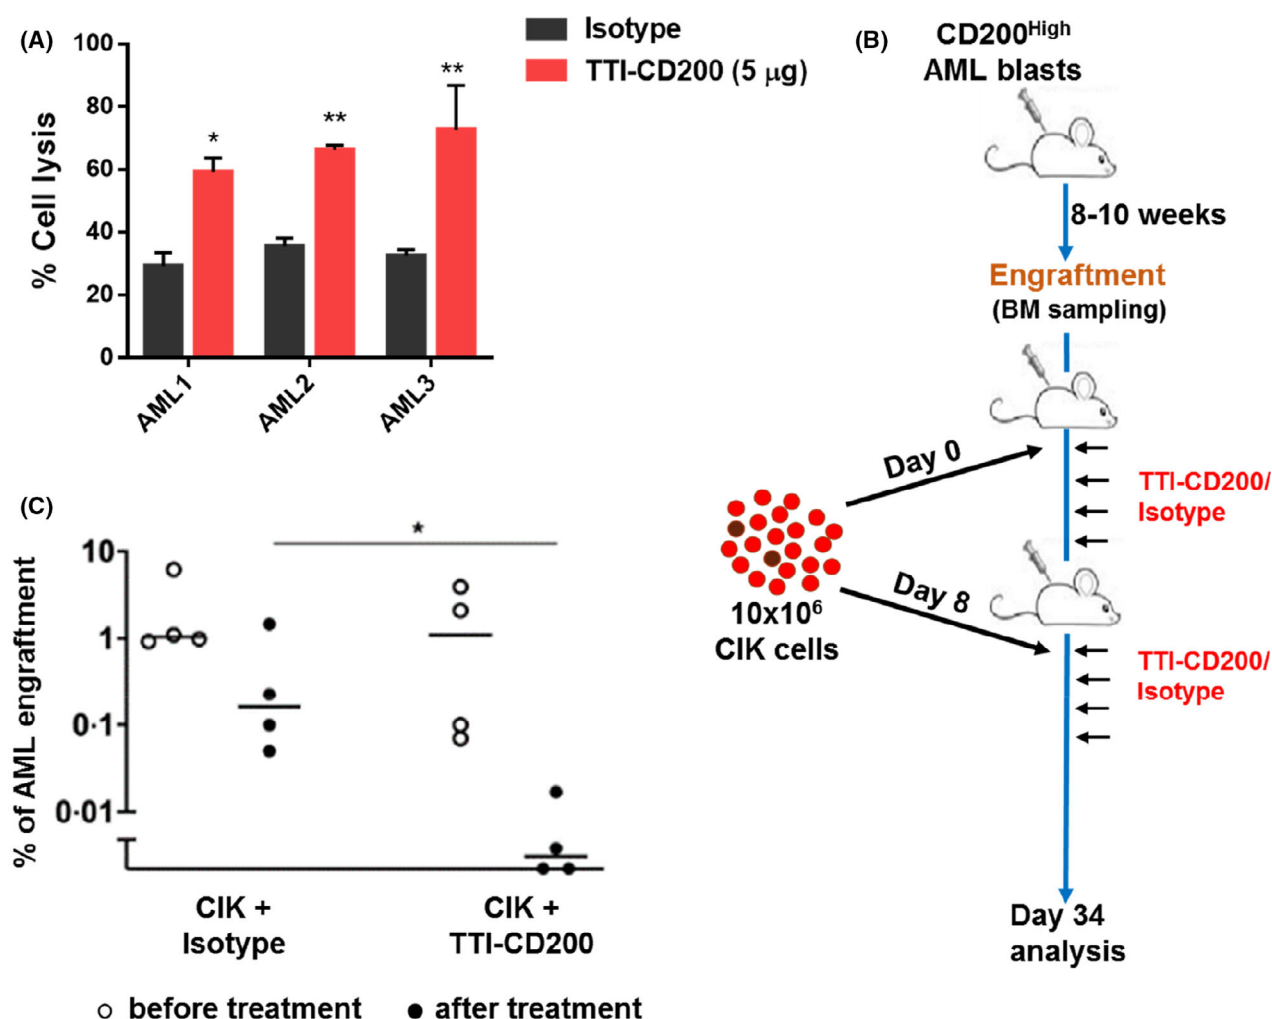 (A)
Isotype
TTI-CD200 (5 μg)
% Cell lysis
100
80
60
40
20
0
*
**
**
AML1
AML2
AML3
(B)
CD200High
AML blasts
8-10 weeks
Engraftment
(BM sampling)
Day 0
TTI-CD200/
Isotype
10x10⁶
CIK cells
Day 8
TTI-CD200/
Isotype
Day 34
analysis
(C)
% of AML engraftment
10
1
0·1
0·01
*
CIK +
Isotype
CIK +
TTI-CD200
before treatment
after treatment